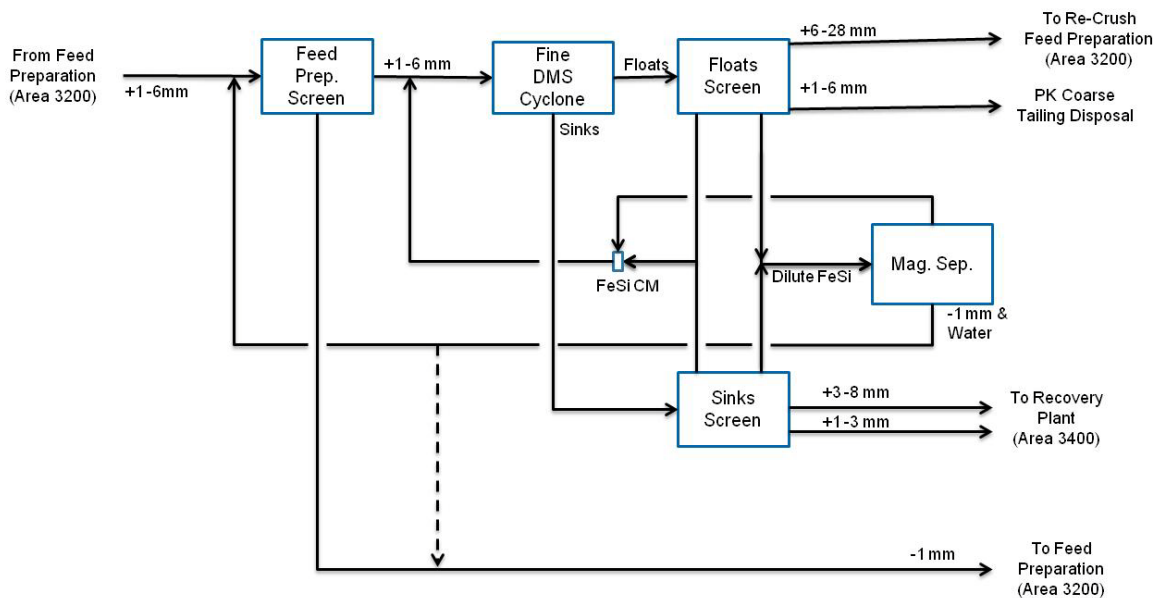 From Feed
Preparation
(Area 3200)
+1-6mm
Feed
Prep.
Screen
+1-6 mm
Fine
DMS
Cyclone
Floats
Sinks
Floats
Screen
+6-28 mm
To Re-Crush
Feed Preparation
(Area 3200)
+1-6 mm
PK Coarse
Tailing Disposal
FeSi CM
Dilute FeSi
Mag. Sep.
-1 mm &
Water
Sinks
Screen
+3-8 mm
+1-3 mm
To Recovery
Plant
(Area 3400)
-1 mm
To Feed
Preparation
(Area 3200)